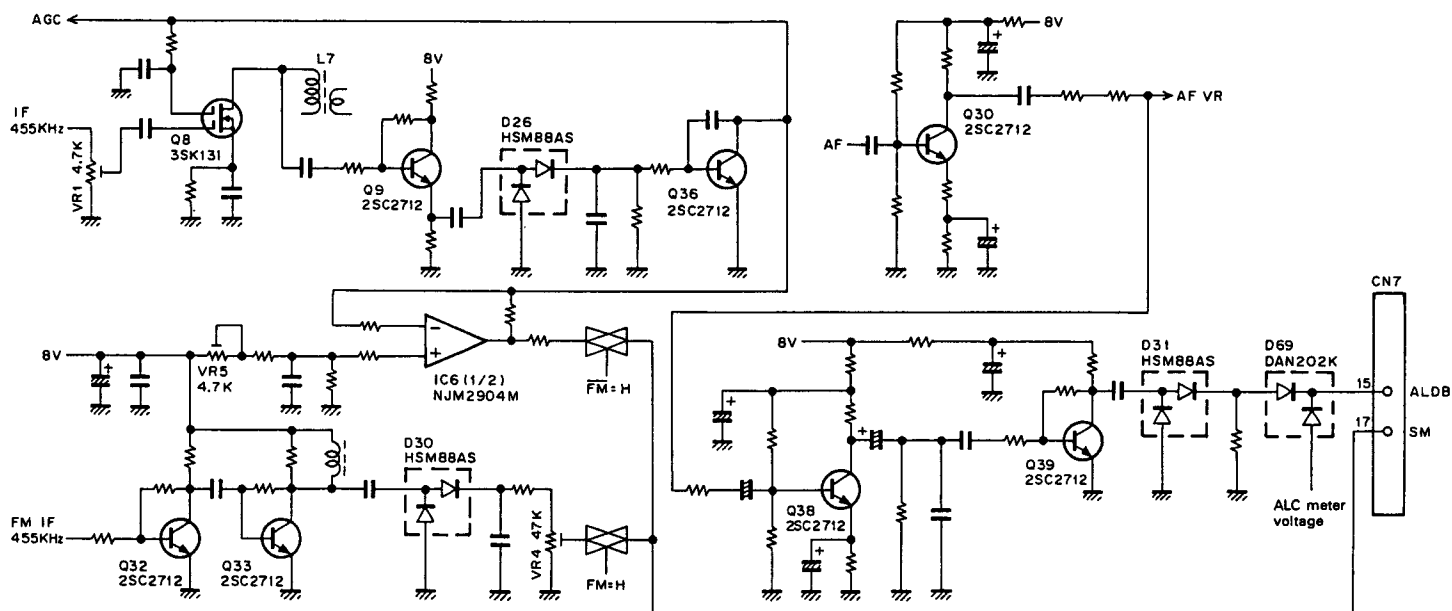 AGC
8V
L7
8V
IF
455KHz
Q8
3SK131
VR1 4.7K
D26
HSM88AS
Q9
2SC2712
Q36
2SC2712
Q30
2SC2712
AF
AF VR
8V
VR5
4.7K
IC6(1/2)
NJM2904M
FM=H
8V
D31
HSM88AS
D69
DAN202K
CN7
15
ALDB
17
SM
D30
HSM88AS
FM IF
455KHz
Q32
2SC2712
Q33
2SC2712
VR4 47K
FM=H
Q38
2SC2712
Q39
2SC2712
ALC meter
voltage